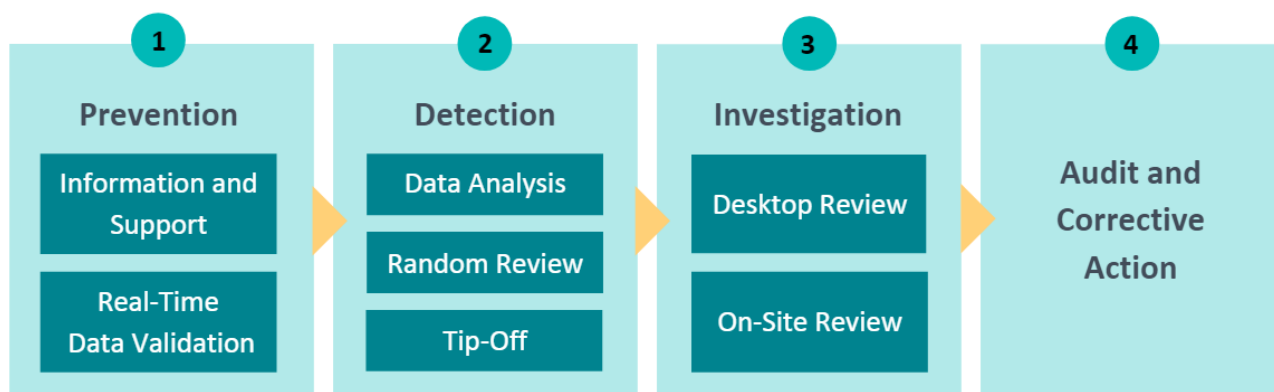 1
Prevention
Information and
Support
Real-Time
Data Validation
2
Detection
Data Analysis
Random Review
Tip-Off
3
Investigation
Desktop Review
On-Site Review
4
Audit and
Corrective
Action